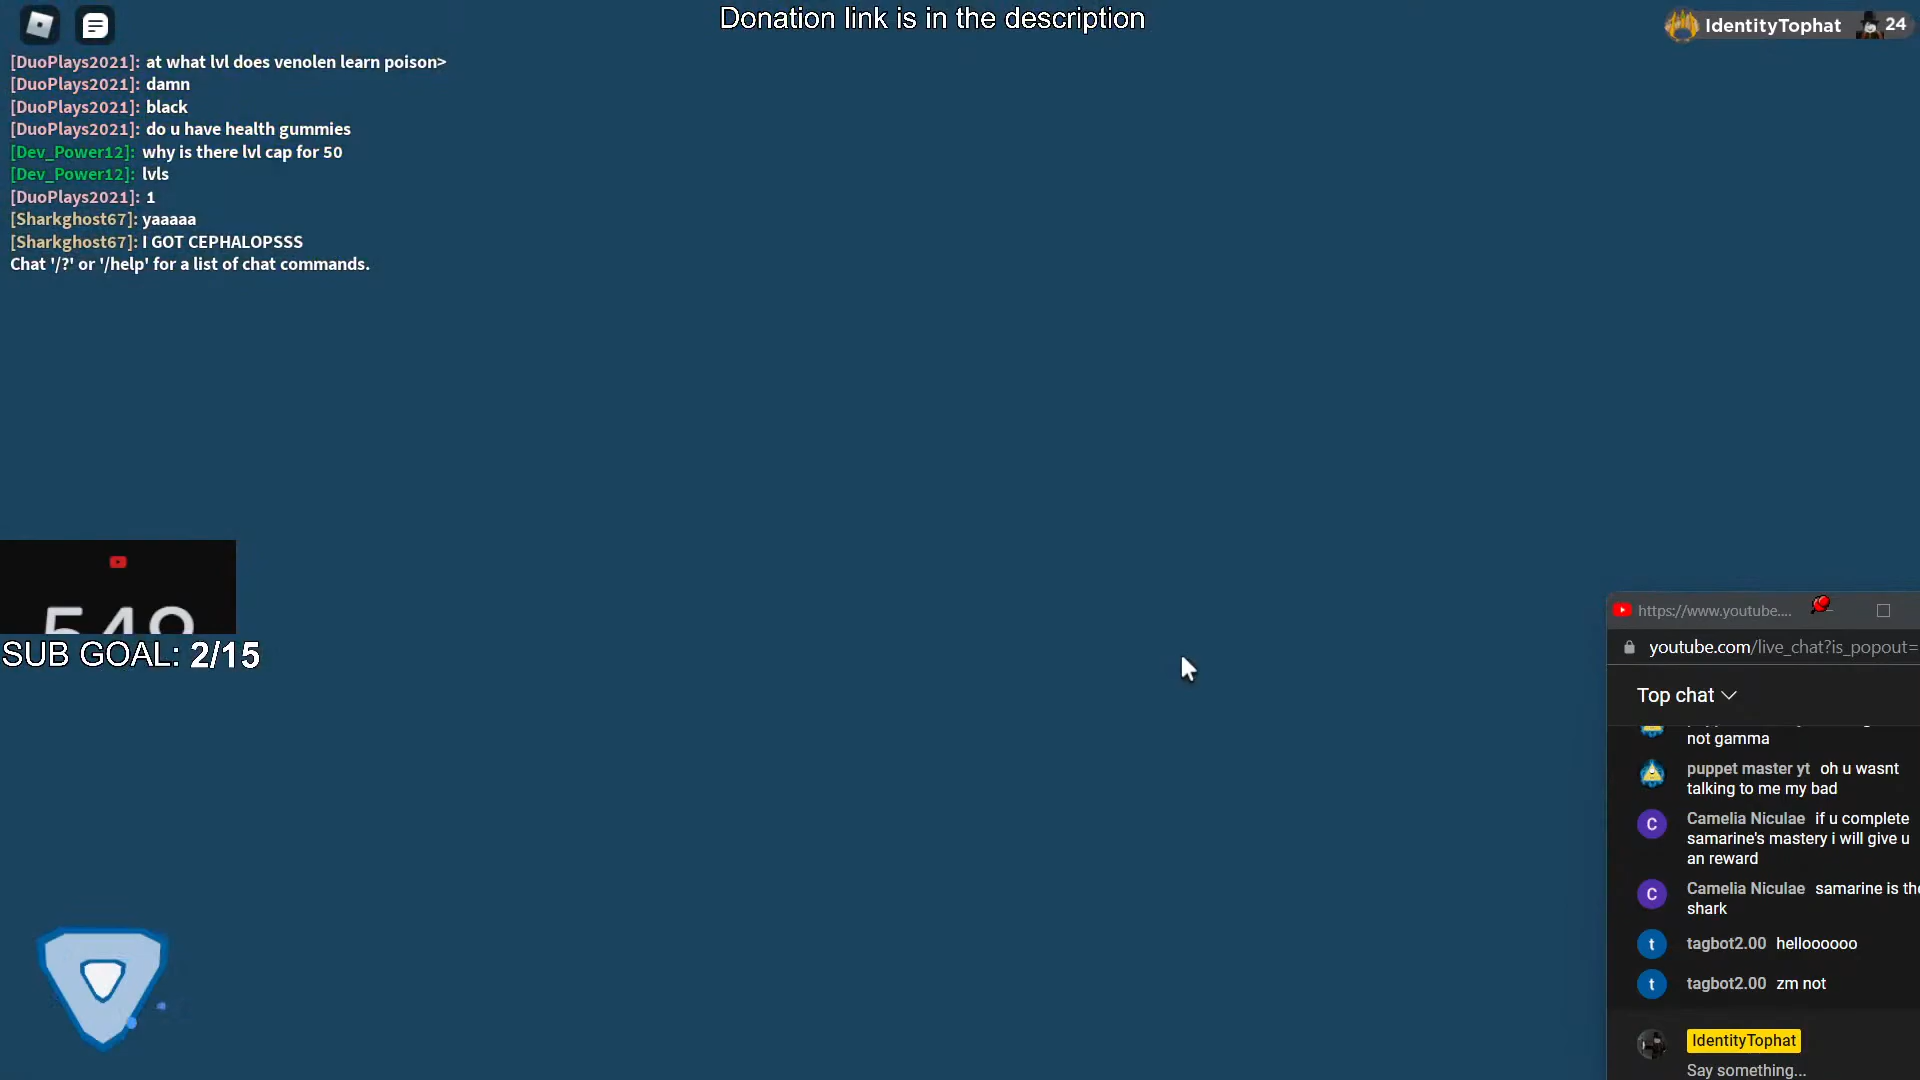 Donation link is in the description
IdentityTophat 24
[DuoPlays2021]: at what lvl does venolen learn poison>
[DuoPlays2021]: damn
[DuoPlays2021]: black
[DuoPlays2021]: do u have health gummies
[Dev_Power12]: why is there lvl cap for 50
[Dev_Power12]: lvls
[DuoPlays2021]: 1
[Sharkghost67]: yaaaaa
[Sharkghost67]: I GOT CEPHALOPSSS
Chat '/?' or '/help' for a list of chat commands.
549
SUB GOAL: 2/15
https://www.youtube....
youtube.com/live_chat?is_popout=
Top chat
not gamma
puppet master yt oh u wasnt
talking to me my bad
C
Camelia Niculae if u complete
samarine's mastery i will give u
an reward
C
Camelia Niculae samarine is the
shark
t
tagbot2.00 helloooooo
t
tagbot2.00 zm not
IdentityTophat
Say something...